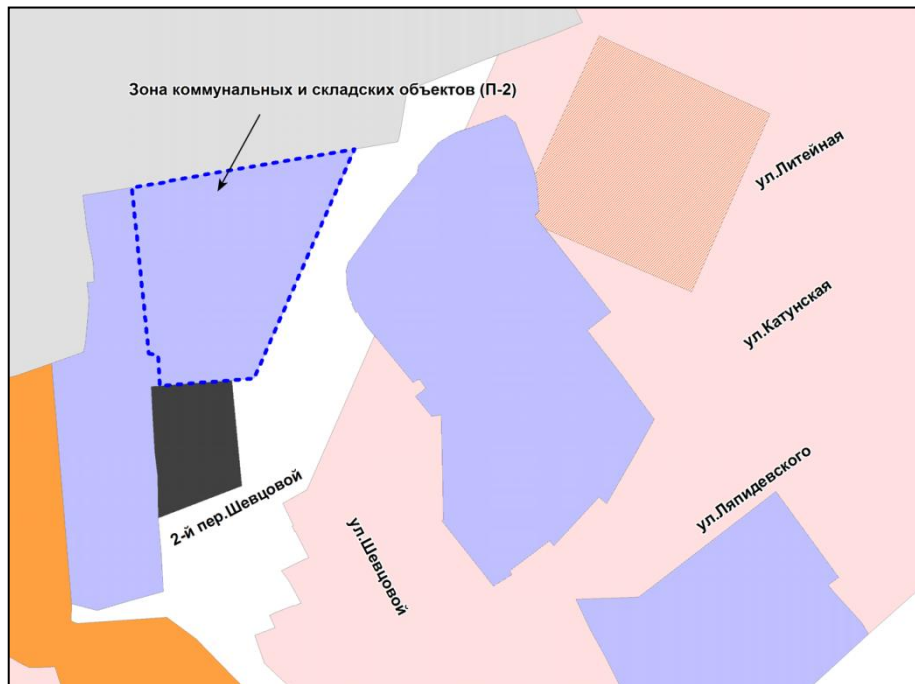 Зона коммунальных и складских объектов (П-2)
ул.Литейная
ул.Катунская
ул.Ляпидевского
2-й пер.Шевцовой
ул.Шевцовой